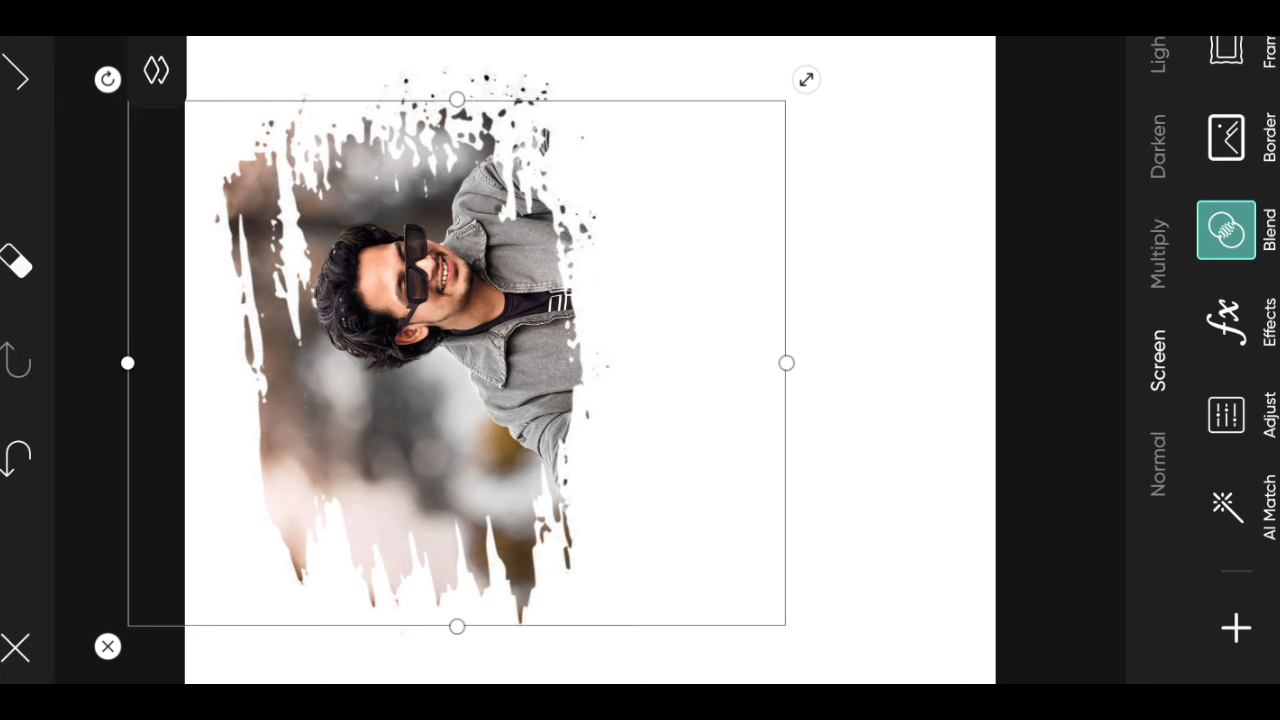 Normal
Screen
Multiply
Darken
Ligh
AI Match
Adjust
Effects
Blend
Border
Fram